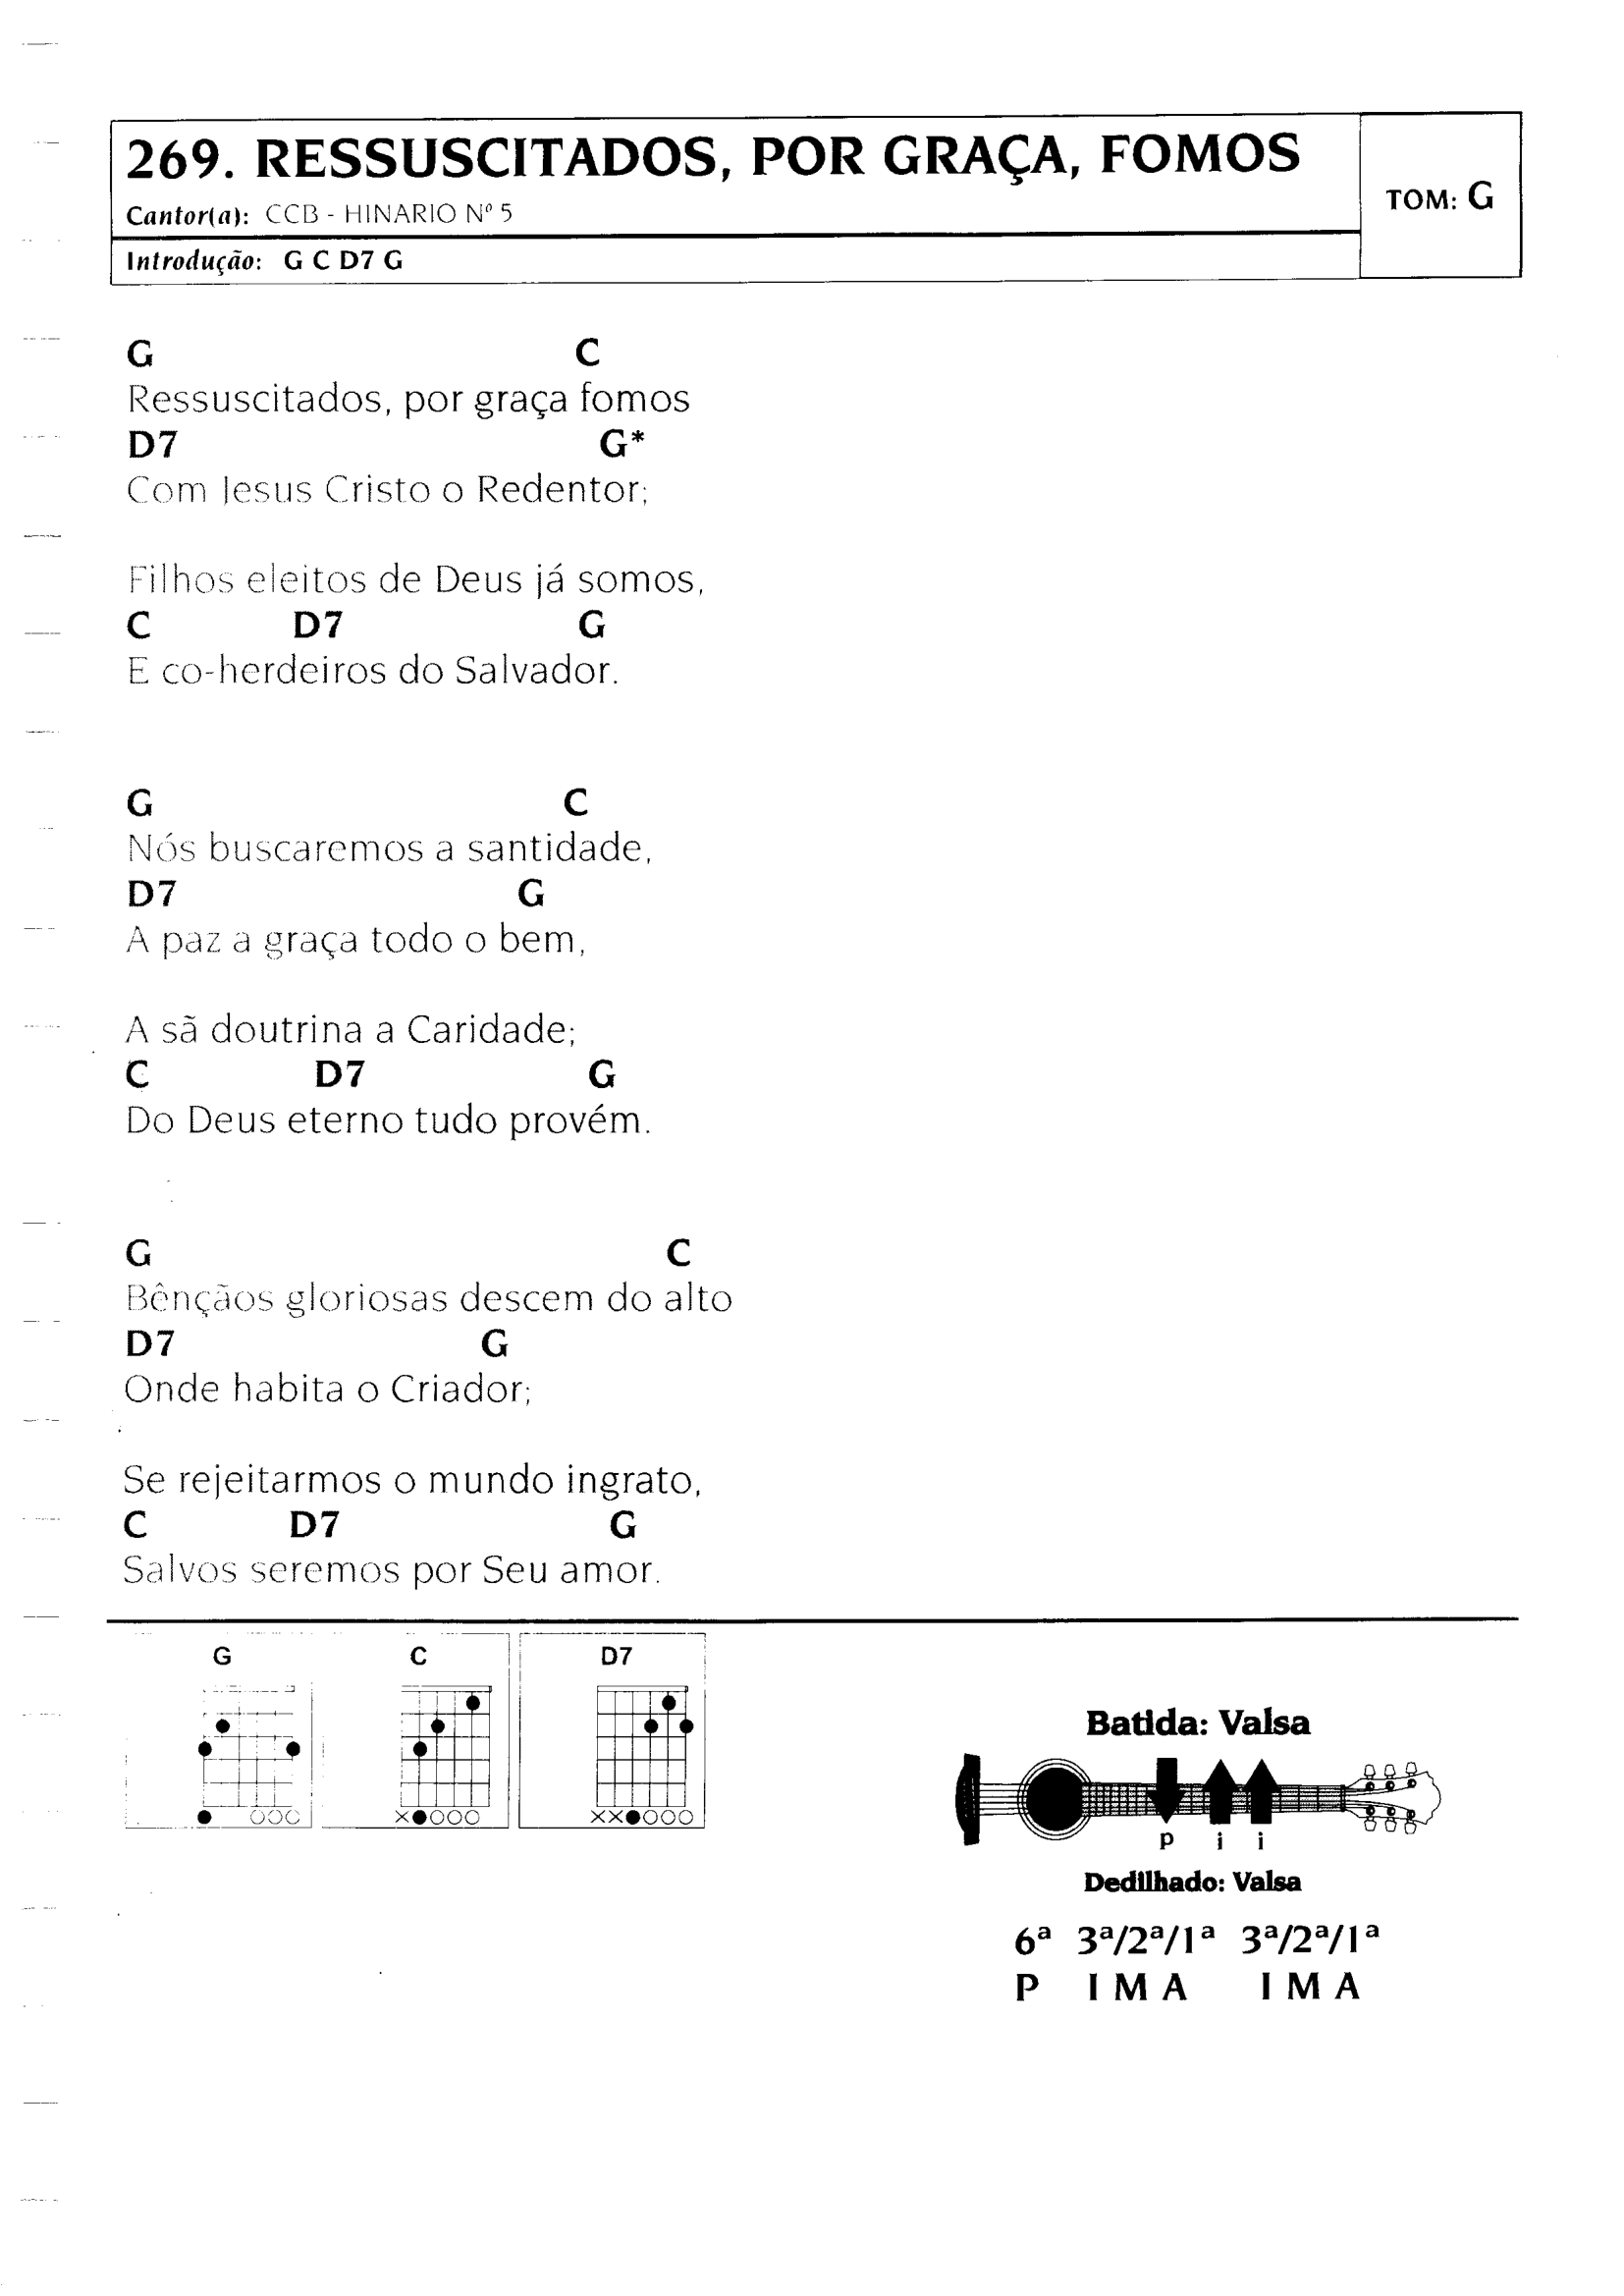 269. RESSUSCITADOS, POR GRAÇA, FOMOS
Cantor(a): CCB - HINARIO Nº 5
TOM: G
Introdução: G C D7 G
G C
Ressuscitados, por graça fomos
D7 G*
Com Jesus Cristo o Redentor;
Filhos eleitos de Deus já somos,
C D7 G
E co-herdeiros do Salvador.
G C
Nós buscaremos a santidade,
D7 G
A paz a graça todo o bem,
A sã doutrina a Caridade;
C D7 G
Do Deus eterno tudo provém.
G C
Bênçãos gloriosas descem do alto
D7 G
Onde habita o Criador;
Se rejeitarmos o mundo ingrato,
C D7 G
Salvos seremos por Seu amor.
G C D7
Batida: Valsa
p i i
Dedilhado: Valsa
6ª 3ª/2ª/1ª 3ª/2ª/1ª
P I M A I M A